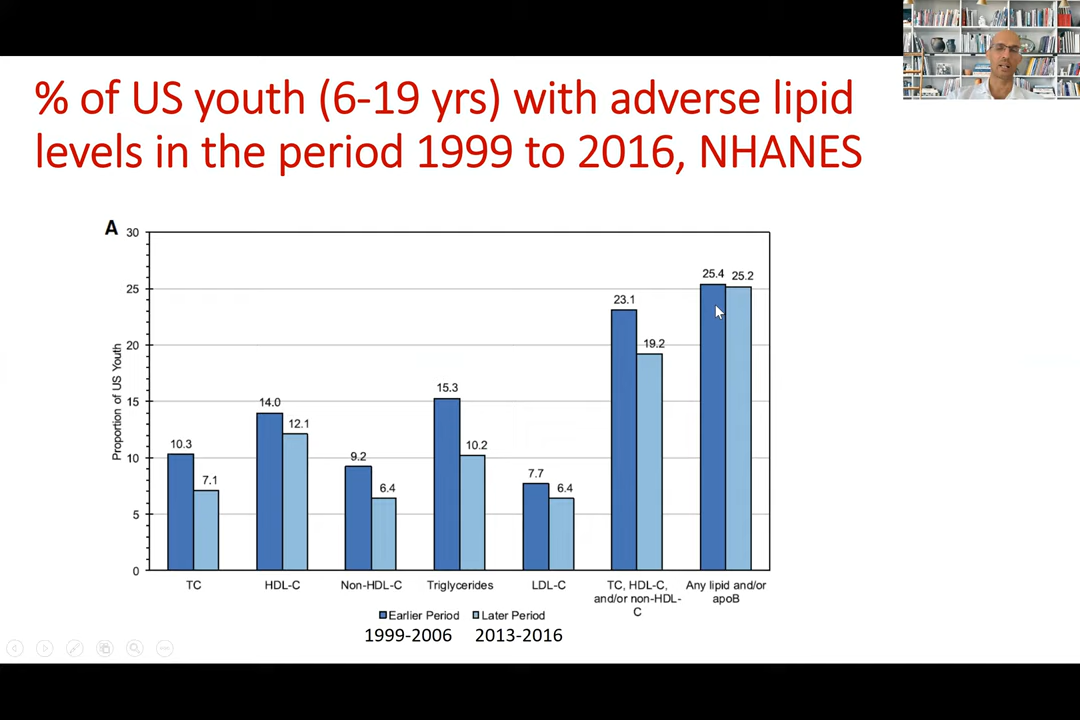 % of US youth (6-19 yrs) with adverse lipid
levels in the period 1999 to 2016, NHANES
A
Proportion of US Youth
30
25
20
15
10
5
0
10.3
7.1
14.0
12.1
9.2
6.4
15.3
10.2
7.7
6.4
23.1
19.2
25.4
25.2
TC
HDL-C
Non-HDL-C
Triglycerides
LDL-C
TC, HDL-C,
and/or non-HDL-
C
Any lipid and/or
apoB
Earlier Period
Later Period
1999-2006
2013-2016